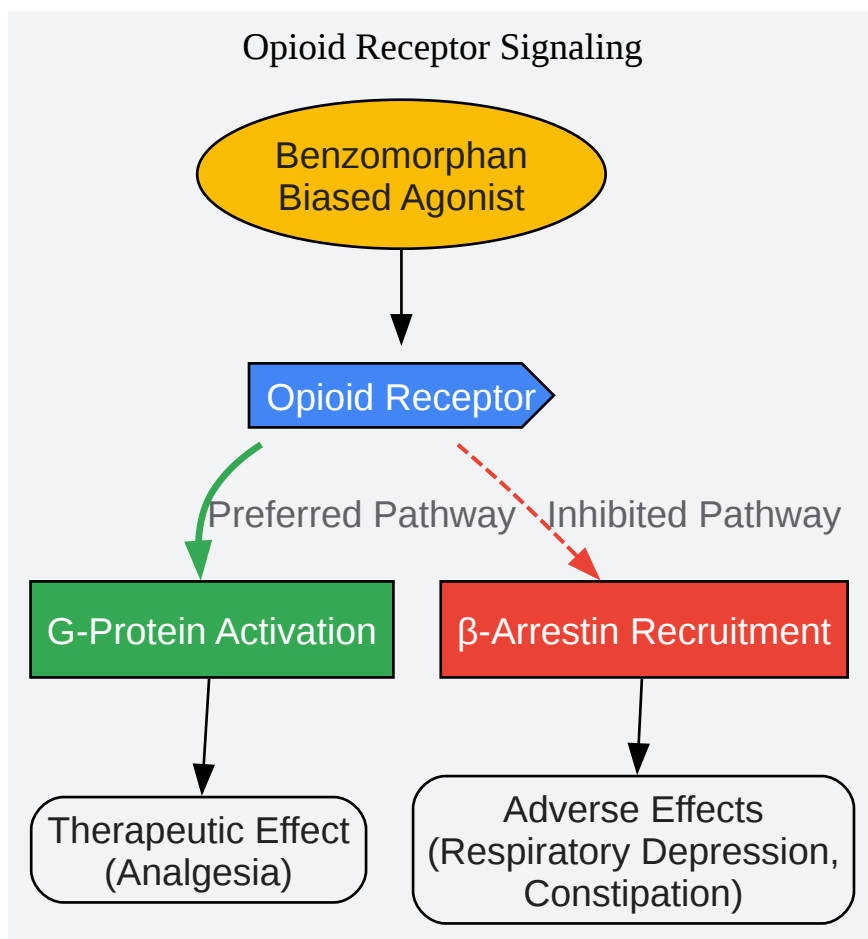 Opioid Receptor Signaling
Benzomorphan
Biased Agonist
Opioid Receptor
Preferred Pathway
Inhibited Pathway
G-Protein Activation
β-Arrestin Recruitment
Therapeutic Effect
(Analgesia)
Adverse Effects
(Respiratory Depression,
Constipation)